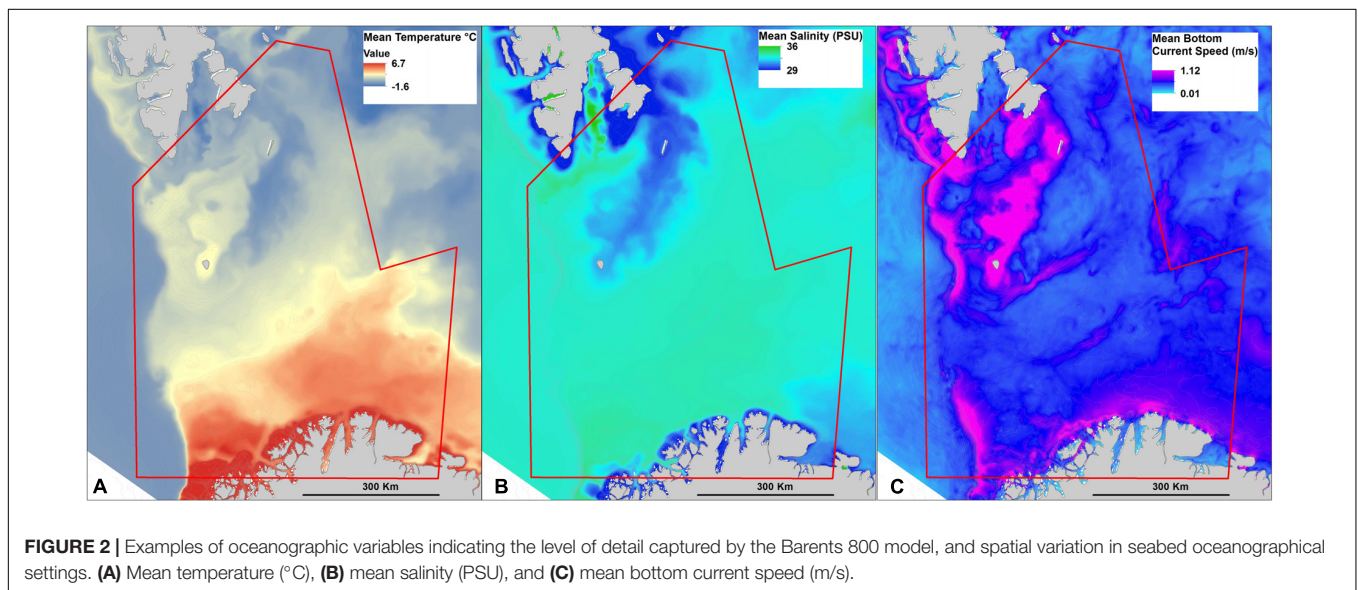 Mean Temperature °C
Value
6.7
-1.6
A
300 Km
Mean Salinity (PSU)
36
29
B
300 Km
Mean Bottom
Current Speed (m/s)
1.12
0.01
C
300 Km
FIGURE 2 | Examples of oceanographic variables indicating the level of detail captured by the Barents 800 model, and spatial variation in seabed oceanographical
settings. (A) Mean temperature (°C), (B) mean salinity (PSU), and (C) mean bottom current speed (m/s).